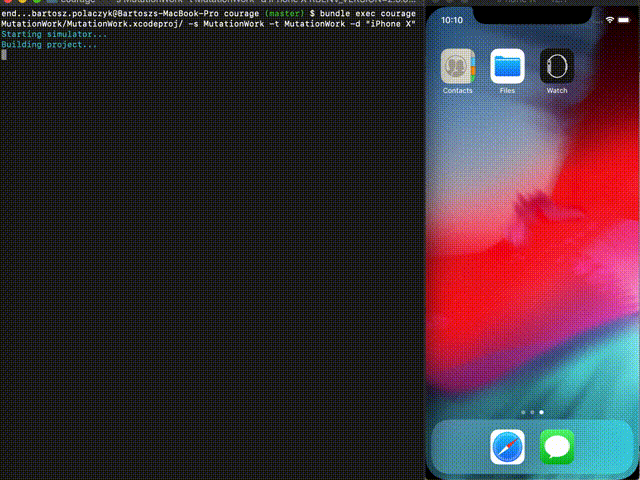 end...bartosz.polaczyk@Bartoszs-MacBook-Pro courage (master) $ bundle exec courage
MutationWork/MutationWork.xcodeproj/ -s MutationWork -t MutationWork -d "iPhone X"
Starting simulator...
Building project...
10:10
Contacts
Files
Watch